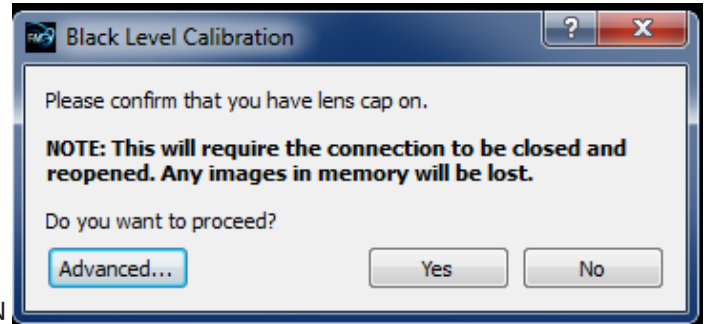 Black Level Calibration
Please confirm that you have lens cap on.
NOTE: This will require the connection to be closed and
reopened. Any images in memory will be lost.
Do you want to proceed?
Advanced... Yes No
N